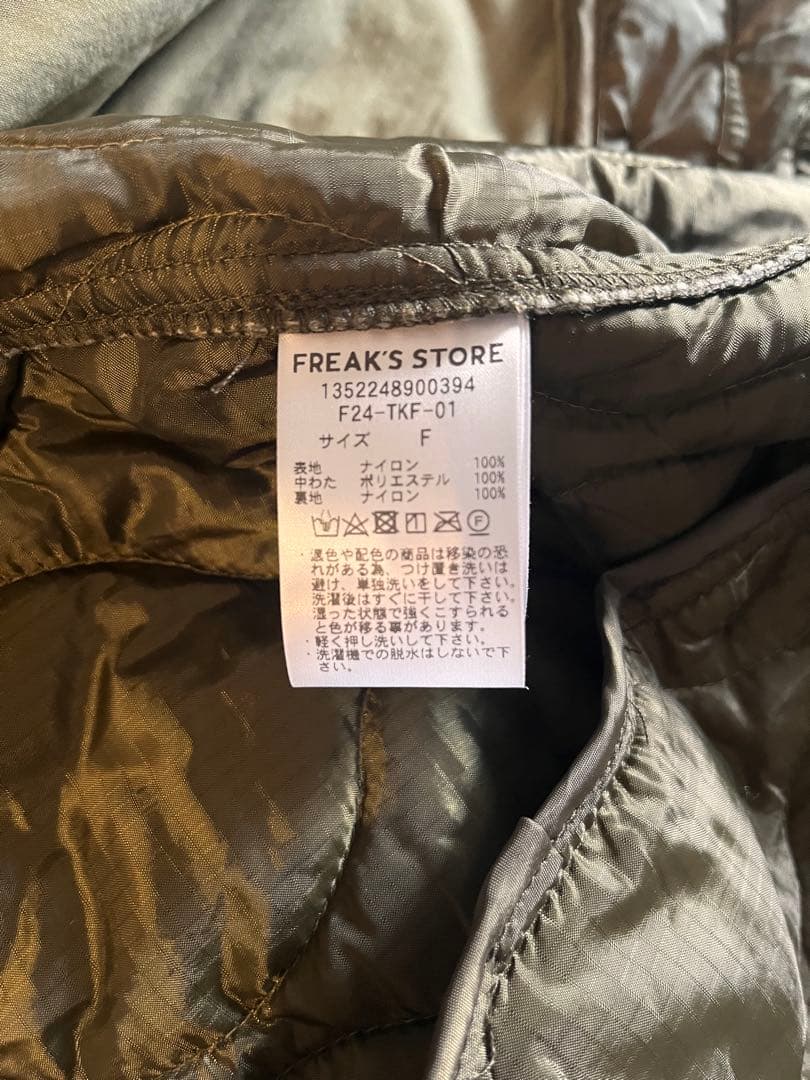 FREAK'S STORE
1352248900394
F24-TKF-01
サイズ F
表地 ナイロン 100%
中わた ポリエステル 100%
裏地 ナイロン 100%
F
・濃色や配色の商品は移染の恐
れがある為、つけ置き洗いは
避け、単独洗いをして下さい。
洗濯後はすぐに干して下さい。
湿った状態で強くこすられる
と色が移る事があります。
・軽く押し洗いして下さい。
・洗濯機での脱水はしないで下
さい。